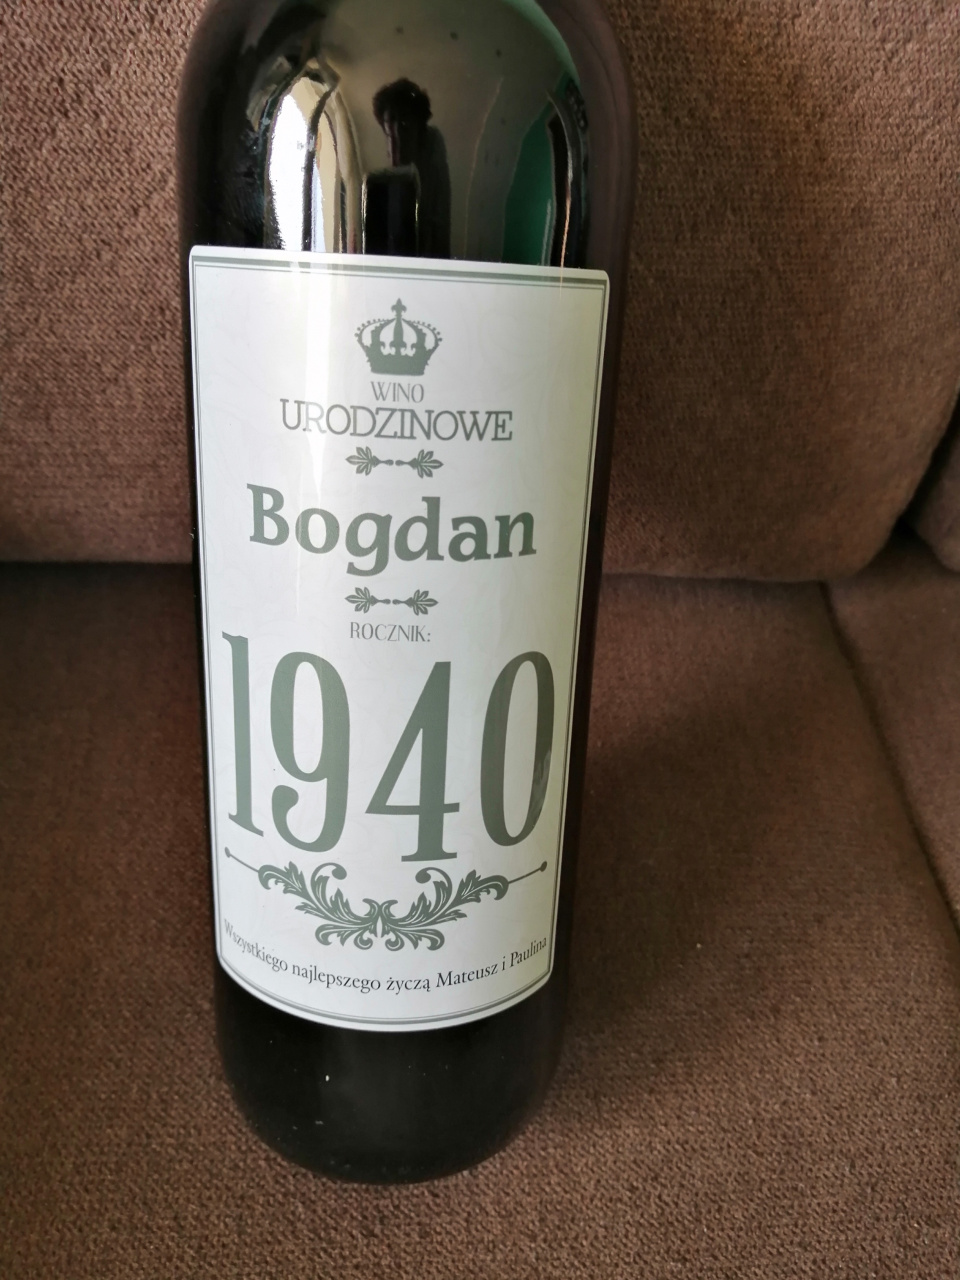 WINO
URODZINOWE
Bogdan
ROCZNIK:
1940
Wszystkiego najlepszego życzą Mateusz i Paulina